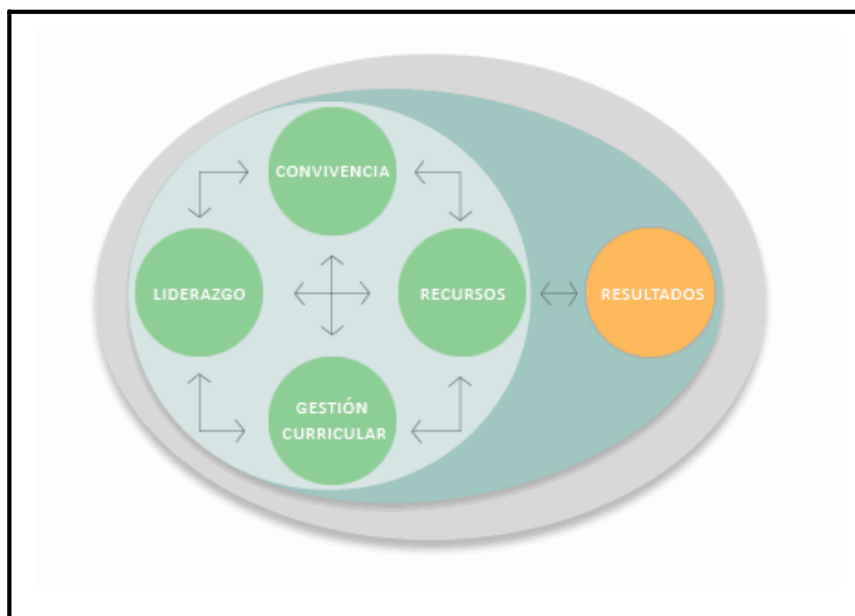 CONVIVENCIA
LIDERAZGO
RECURSOS
RESULTADOS
GESTIÓN
CURRICULAR